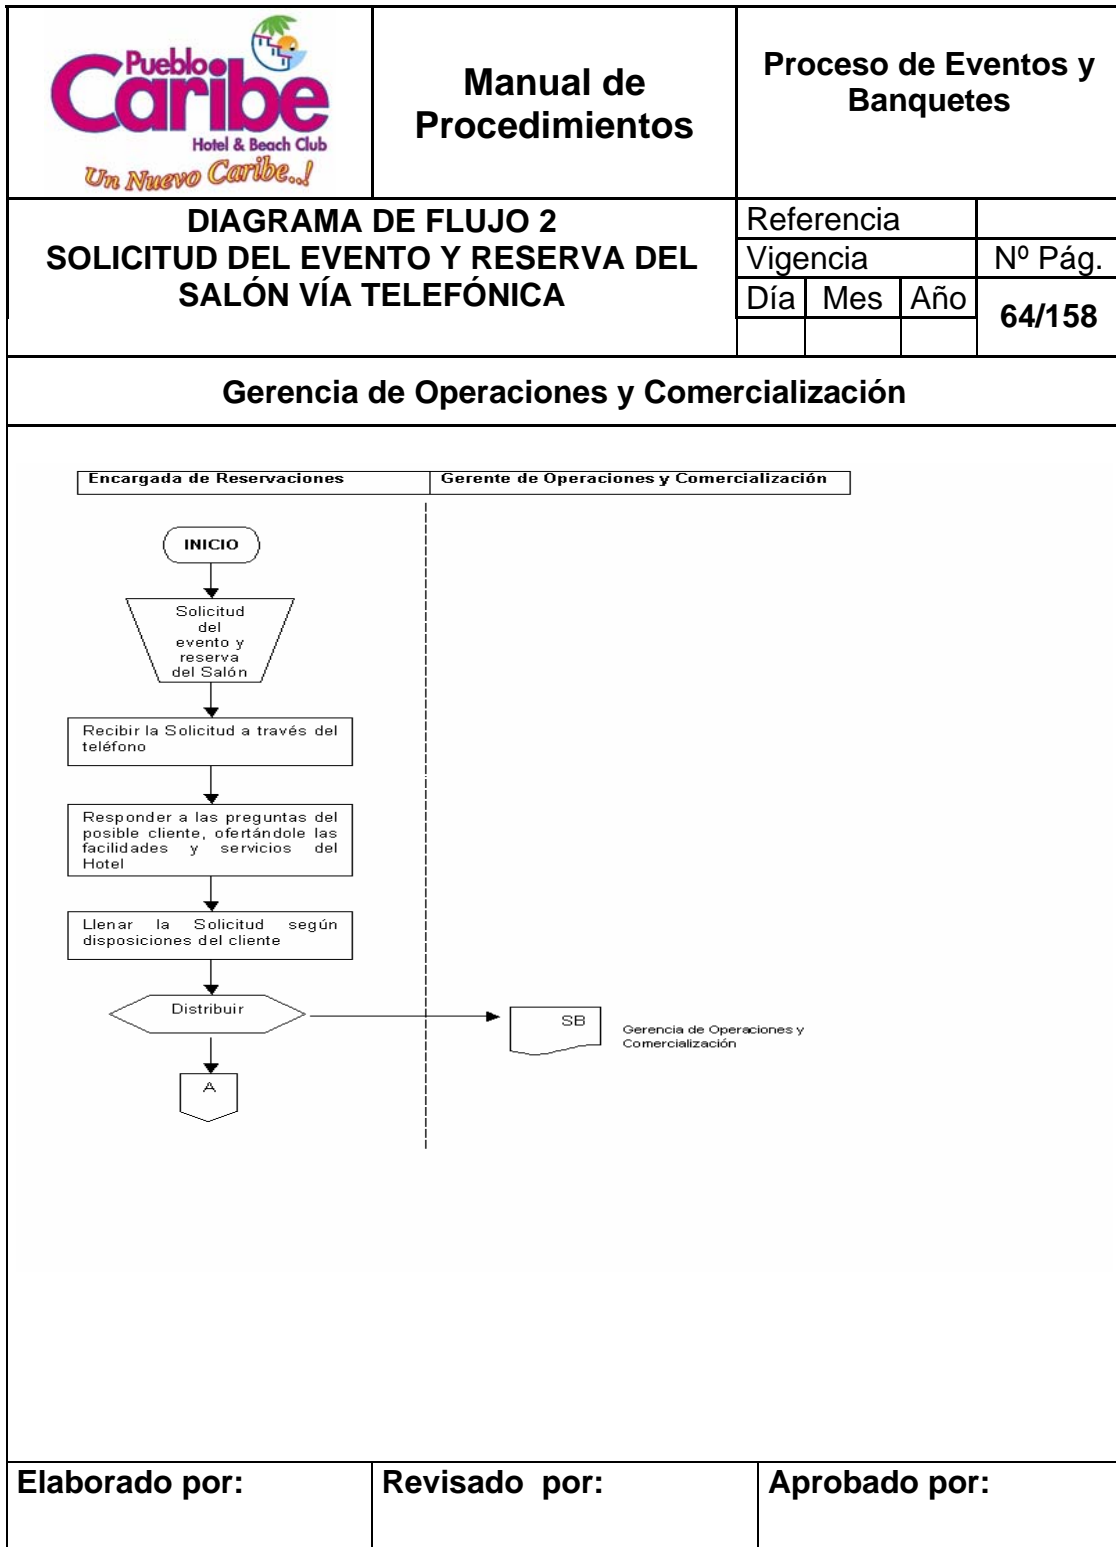 Pueblo
Caribe
Hotel & Beach Club
Un Nuevo Caribe..!
Manual de
Procedimientos
Proceso de Eventos y
Banquetes
DIAGRAMA DE FLUJO 2
SOLICITUD DEL EVENTO Y RESERVA DEL
SALÓN VÍA TELEFÓNICA
Referencia
Vigencia
Nº Pág.
Día
Mes
Año
64/158
Gerencia de Operaciones y Comercialización
Encargada de Reservaciones
Gerente de Operaciones y Comercialización
INICIO
Solicitud
del
evento y
reserva
del Salón
Recibir la Solicitud a través del
teléfono
Responder a las preguntas del
posible cliente, ofertándole las
facilidades y servicios del
Hotel
Llenar la Solicitud según
disposiciones del cliente
Distribuir
SB
Gerencia de Operaciones y
Comercialización
A
Elaborado por:
Revisado por:
Aprobado por: